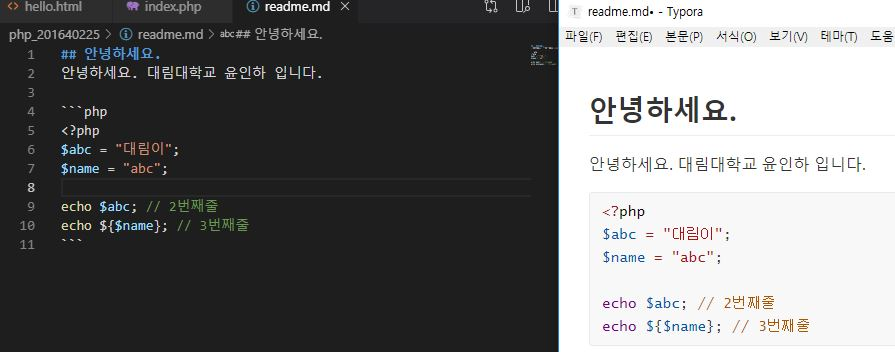 hello.html index.php readme.md
php_201640225 > readme.md > abc ## 안녕하세요.
1 ## 안녕하세요.
2 안녕하세요. 대림대학교 윤인하 입니다.
3
4 ```php
5 <?php
6 $abc = "대림이";
7 $name = "abc";
8
9 echo $abc; // 2번째줄
10 echo ${$name}; // 3번째줄
11 ```
T readme.md• - Typora
파일(F) 편집(E) 본문(P) 서식(O) 보기(V) 테마(T) 도움
안녕하세요.
안녕하세요. 대림대학교 윤인하 입니다.
<?php
$abc = "대림이";
$name = "abc";
echo $abc; // 2번째줄
echo ${$name}; // 3번째줄